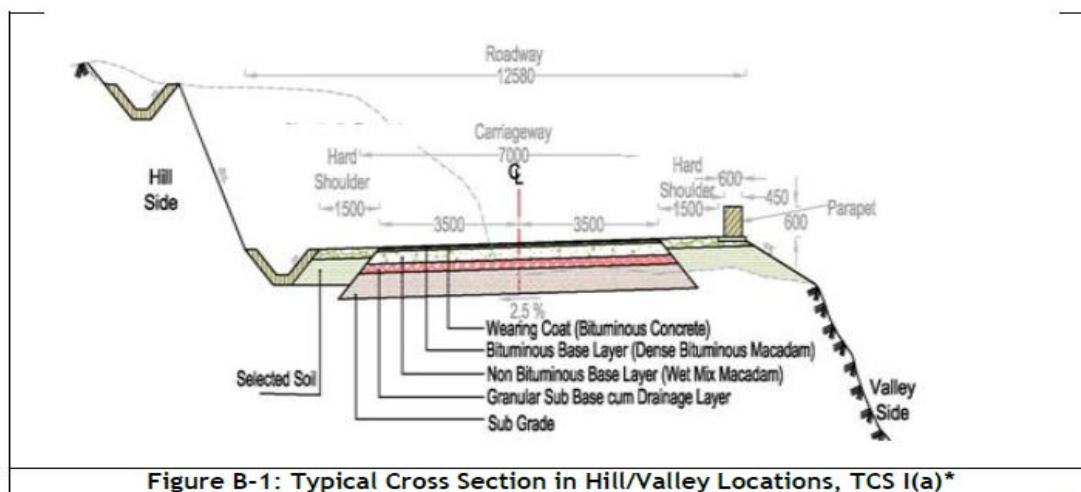 Roadway
12580
Carriageway
7000
Hard
Shoulder
1500
3500
3500
Hard
Shoulder
1500
600
450
600
Parapet
Hill
Side
2.5 %
Wearing Coat (Bituminous Concrete)
Bituminous Base Layer (Dense Bituminous Macadam)
Non Bituminous Base Layer (Wet Mix Macadam)
Granular Sub Base cum Drainage Layer
Sub Grade
Selected Soil
Valley
Side
Figure B-1: Typical Cross Section in Hill/Valley Locations, TCS I(a)*